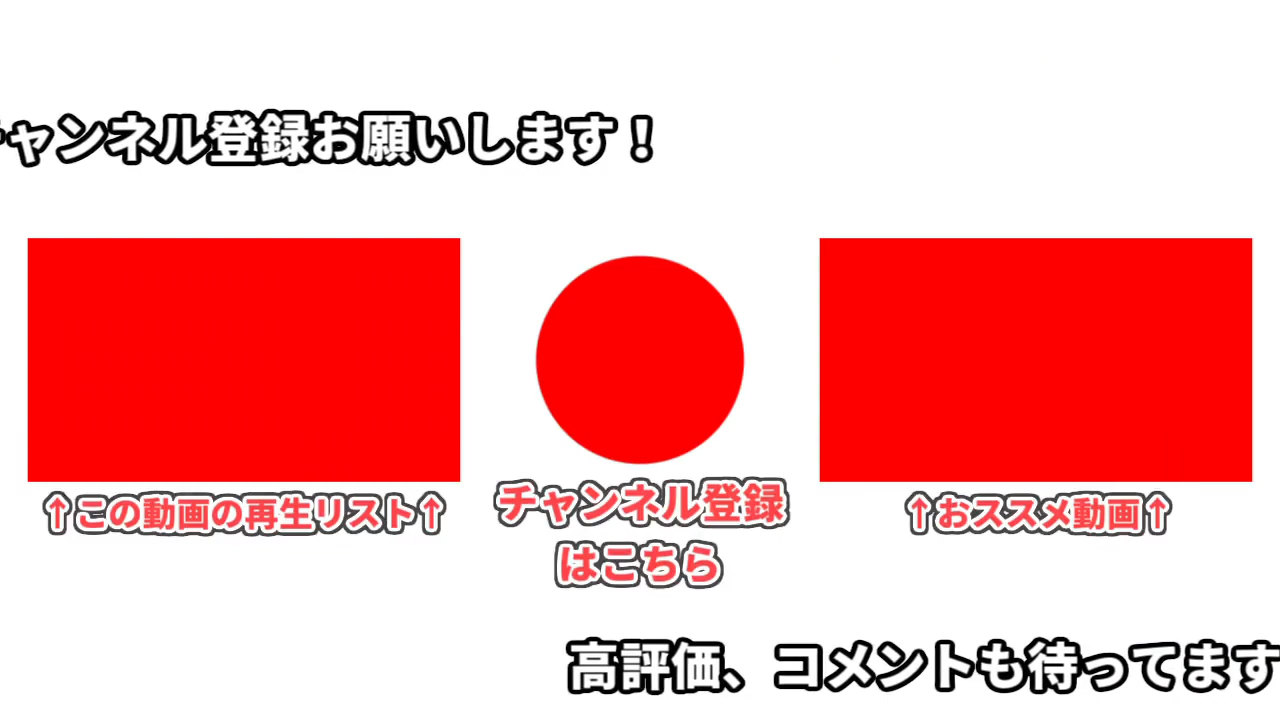 チャンネル登録お願いします！
↑この動画の再生リスト↑
チャンネル登録
はこちら
↑おススメ動画↑
高評価、コメントも待ってます